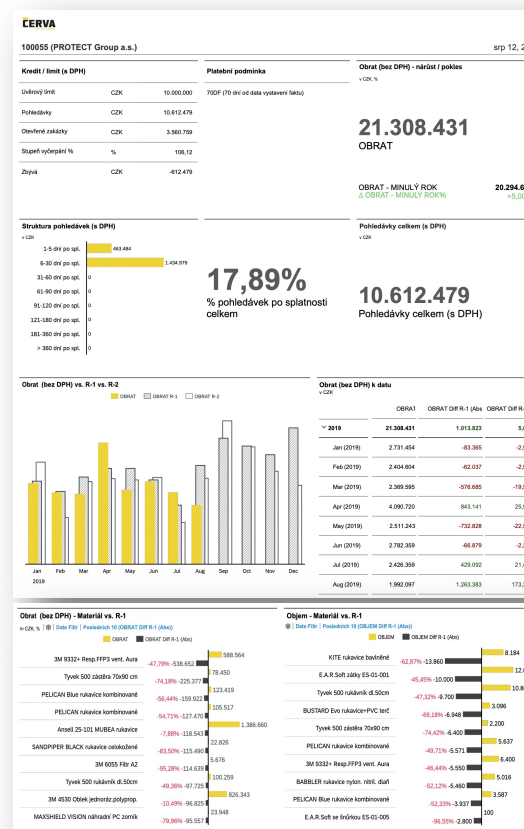 CERVA
100055 (PROTECT Group a.s.)
srp 12, 2
Kredit / limit (s DPH)
Úvěrový limit CZK 10.000.000
Pohledávky CZK 10.612.479
Otevřené zakázky CZK 3.560.759
Stupeň vyčerpání % % 106,12
Zbývá CZK -612.479
Platební podmínka
70DF (70 dní od data vystavení faktu)
Obrat (bez DPH) - nárůst / pokles
v CZK, %
21.308.431
OBRAT
OBRAT - MINULÝ ROK 20.294.6
Δ OBRAT - MINULÝ ROK% +5,00
Struktura pohledávek (s DPH)
v CZK
1-5 dní po spl. 463.484
6-30 dní po spl. 1.434.979
31-60 dní po spl. 0
61-90 dní po spl. 0
91-120 dní po spl. 0
121-180 dní po spl. 0
181-360 dní po spl. 0
> 360 dní po spl. 0
17,89%
% pohledávek po splatnosti
celkem
Pohledávky celkem (s DPH)
v CZK
10.612.479
Pohledávky celkem (s DPH)
Obrat (bez DPH) vs. R-1 vs. R-2
OBRAT OBRAT R-1 OBRAT R-2
Jan Feb Mar Apr May Jun Jul Aug Sep Oct Nov Dec
2019
Obrat (bez DPH) k datu
v CZK
OBRAT OBRAT Diff R-1 (Abs OBRAT Diff R-
2019 21.308.431 1.013.823 5,
Jan (2019) 2.731.454 -83.365 -2,
Feb (2019) 2.404.604 -62.037 -2,
Mar (2019) 2.369.595 -576.685 -19,
Apr (2019) 4.090.720 843.141 25,
May (2019) 2.511.243 -732.828 -22,
Jun (2019) 2.782.359 -66.879 -2,
Jul (2019) 2.426.359 429.092 21,
Aug (2019) 1.992.097 1.263.383 173,
Obrat (bez DPH) - Materiál vs. R-1
in CZK, % Date Filtr Posledních 10 (OBRAT Diff R-1 (Abs))
OBRAT OBRAT Diff R-1 (Abs)
3M 9332+ Resp.FFP3 vent. Aura -47,79% -538.652 588.564
Tyvek 500 zástěra 70x90 cm -74,18% -225.377 78.450
PELICAN Blue rukavice kombinované -56,44% -159.922 123.419
PELICAN rukavice kombinované -54,71% -127.470 105.517
Ansell 25-101 MUBEA rukavice -7,88% -118.543 1.386.660
SANDPIPER BLACK rukavice celokožené -83,50% -115.490 22.826
3M 6055 Filtr A2 -95,28% -114.639 5.676
Tyvek 500 rukávník dl.50cm -49,36% -97.725 100.259
3M 4530 Oblek jednoráz.polyprop. -10,49% -96.825 826.343
MAXSHIELD VISION náhradní PC zorník -79,96% -95.557 23.948
Objem - Materiál vs. R-1
Date Filtr Posledních 10 (OBJEM Diff R-1 (Abs))
OBJEM OBJEM Diff R-1 (Abs)
KITE rukavice bavlněné -62,87% -13.860 8.184
E.A.R.Soft zátky ES-01-001 -45,45% -10.000 12.0
Tyvek 500 rukávník dl.50cm -47,32% -9.700 10.80
BUSTARD Evo rukavice+PVC terč -69,18% -6.948 3.096
Tyvek 500 zástěra 70x90 cm -74,42% -6.400 2.200
PELICAN rukavice kombinované -49,71% -5.571 5.637
3M 9332+ Resp.FFP3 vent. Aura -46,44% -5.550 6.400
BABBLER rukavice nylon. nitril. dlaň -52,12% -5.460 5.016
PELICAN Blue rukavice kombinované -52,33% -3.937 3.587
E.A.R.Soft se šňůrkou ES-01-005 -96,55% -2.800 100